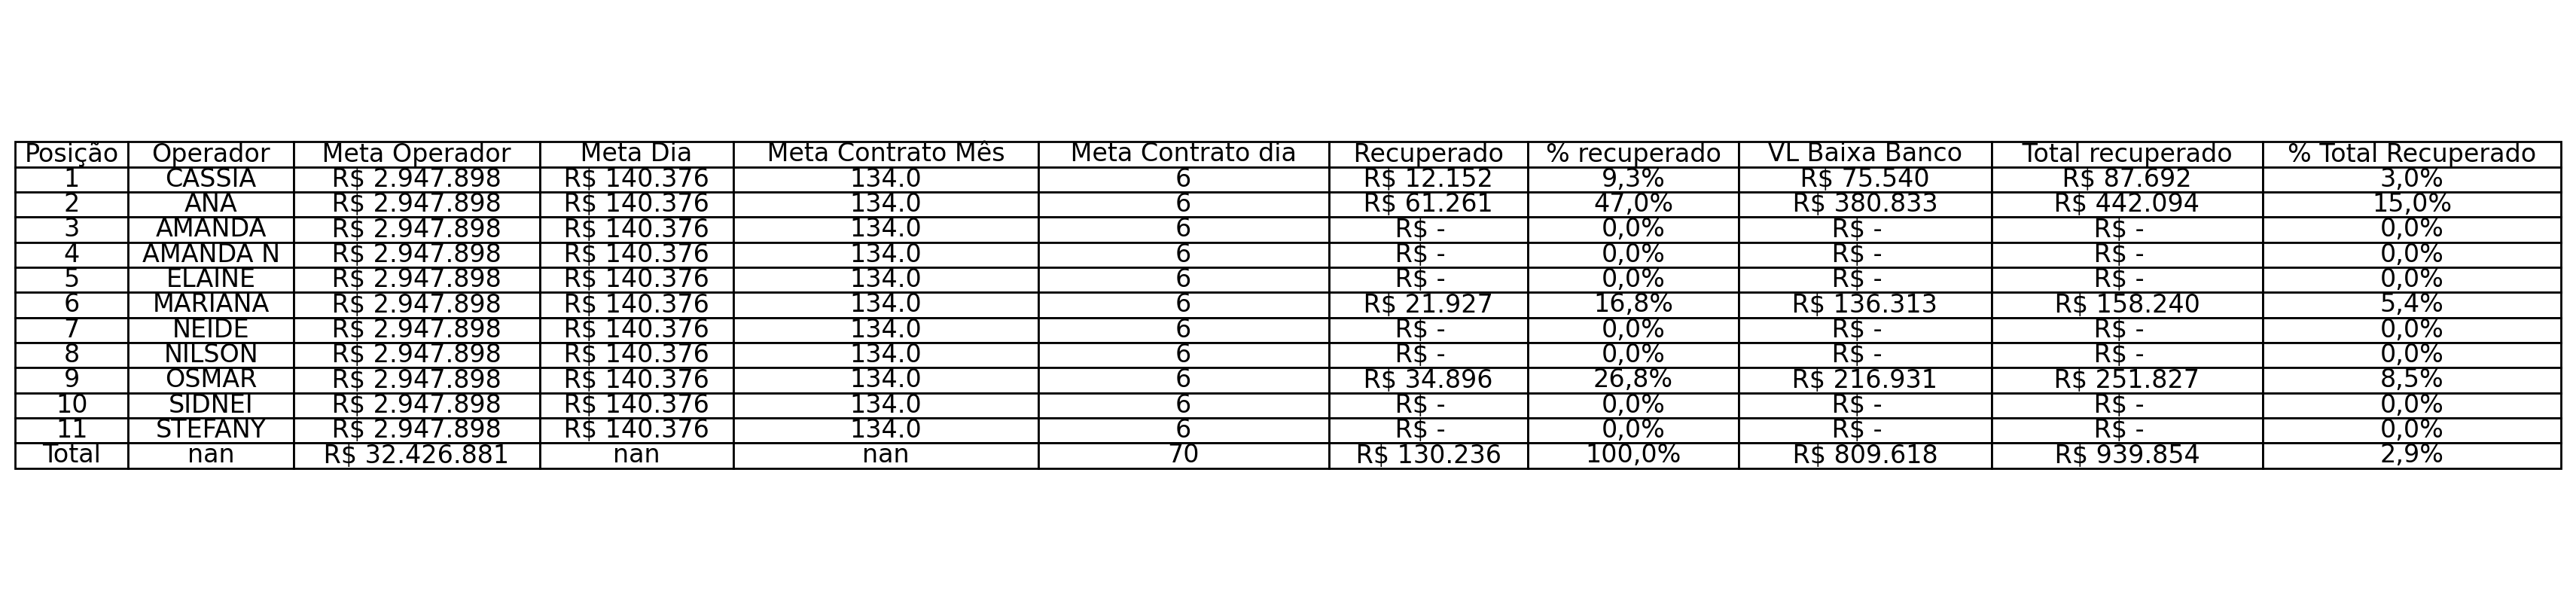 Posição Operador Meta Operador Meta Dia Meta Contrato Mês Meta Contrato dia Recuperado % recuperado VL Baixa Banco Total recuperado % Total Recuperado
1 CASSIA R$ 2.947.898 R$ 140.376 134.0 6 R$ 12.152 9,3% R$ 75.540 R$ 87.692 3,0%
2 ANA R$ 2.947.898 R$ 140.376 134.0 6 R$ 61.261 47,0% R$ 380.833 R$ 442.094 15,0%
3 AMANDA R$ 2.947.898 R$ 140.376 134.0 6 R$ - 0,0% R$ - R$ - 0,0%
4 AMANDA N R$ 2.947.898 R$ 140.376 134.0 6 R$ - 0,0% R$ - R$ - 0,0%
5 ELAINE R$ 2.947.898 R$ 140.376 134.0 6 R$ - 0,0% R$ - R$ - 0,0%
6 MARIANA R$ 2.947.898 R$ 140.376 134.0 6 R$ 21.927 16,8% R$ 136.313 R$ 158.240 5,4%
7 NEIDE R$ 2.947.898 R$ 140.376 134.0 6 R$ - 0,0% R$ - R$ - 0,0%
8 NILSON R$ 2.947.898 R$ 140.376 134.0 6 R$ - 0,0% R$ - R$ - 0,0%
9 OSMAR R$ 2.947.898 R$ 140.376 134.0 6 R$ 34.896 26,8% R$ 216.931 R$ 251.827 8,5%
10 SIDNEI R$ 2.947.898 R$ 140.376 134.0 6 R$ - 0,0% R$ - R$ - 0,0%
11 STEFANY R$ 2.947.898 R$ 140.376 134.0 6 R$ - 0,0% R$ - R$ - 0,0%
Total nan R$ 32.426.881 nan nan 70 R$ 130.236 100,0% R$ 809.618 R$ 939.854 2,9%